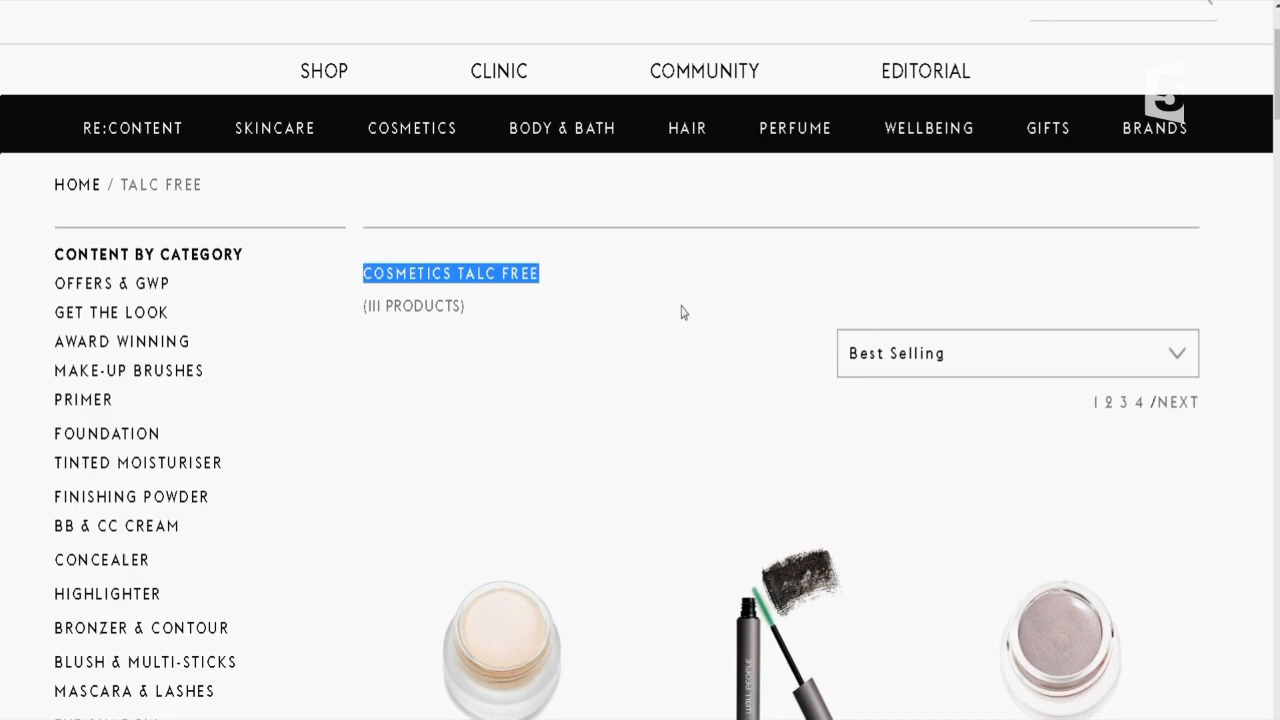 SHOP CLINIC COMMUNITY EDITORIAL
5
RE:CONTENT SKINCARE COSMETICS BODY & BATH HAIR PERFUME WELLBEING GIFTS BRANDS
HOME / TALC FREE
CONTENT BY CATEGORY
OFFERS & GWP
GET THE LOOK
AWARD WINNING
MAKE-UP BRUSHES
PRIMER
FOUNDATION
TINTED MOISTURISER
FINISHING POWDER
BB & CC CREAM
CONCEALER
HIGHLIGHTER
BRONZER & CONTOUR
BLUSH & MULTI-STICKS
MASCARA & LASHES
COSMETICS TALC FREE
(111 PRODUCTS)
Best Selling
1 2 3 4 /NEXT
PEOPLE